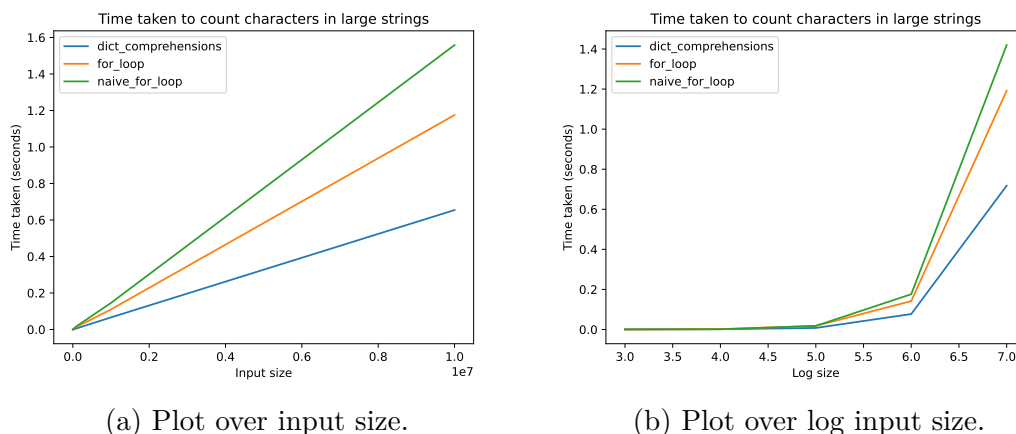 Time taken to count characters in large strings
dict_comprehensions
for_loop
naive_for_loop
Time taken (seconds)
1.6
1.4
1.2
1.0
0.8
0.6
0.4
0.2
0.0
0.0
0.2
0.4
0.6
0.8
1.0
1e7
Input size
(a) Plot over input size.
Time taken to count characters in large strings
dict_comprehensions
for_loop
naive_for_loop
Time taken (seconds)
1.4
1.2
1.0
0.8
0.6
0.4
0.2
0.0
3.0
3.5
4.0
4.5
5.0
5.5
6.0
6.5
7.0
Log size
(b) Plot over log input size.